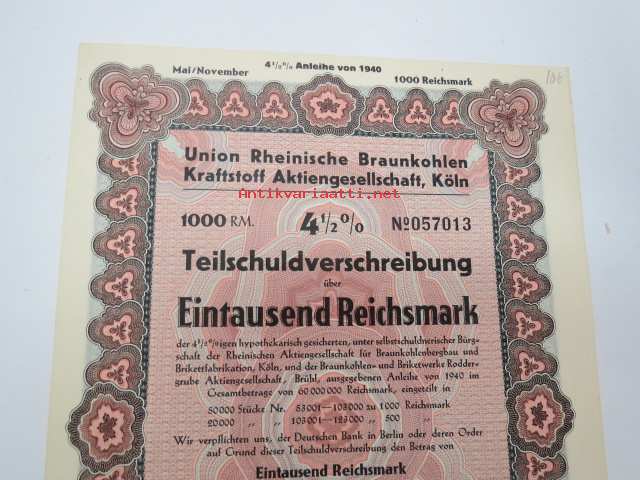 Mai/November
4½% Anleihe von 1940
1000 Reichsmark
106
Union Rheinische Braunkohlen
Kraftstoff Aktiengesellschaft, Köln
Antikvariaatti.net
1000 RM. 4½% № 057013
Teilschuldverschreibung
über
Eintausend Reichsmark
der 4½%igen hypothekarisch gesicherten, unter selbstschuldnerischer Bürg-
schaft der Rheinischen Aktiengesellschaft für Braunkohlenbergbau und
Brikettfabrikation, Köln, und der Braunkohlen- und Briketwerke Rodder-
grube Aktiengesellschaft, Brühl, ausgegebenen Anleihe von 1940 im
Gesamtbetrage von 60 000 000 Reichsmark, eingeteilt in
50000 Stücke Nr. 53001—103000 zu 1000 Reichsmark
20000 „ „ 103001—123000 „ 500 „
Wir verpflichten uns, der Deutschen Bank in Berlin oder deren Order
auf Grund dieser Teilschuldverschreibung den Betrag von
Eintausend Reichsmark